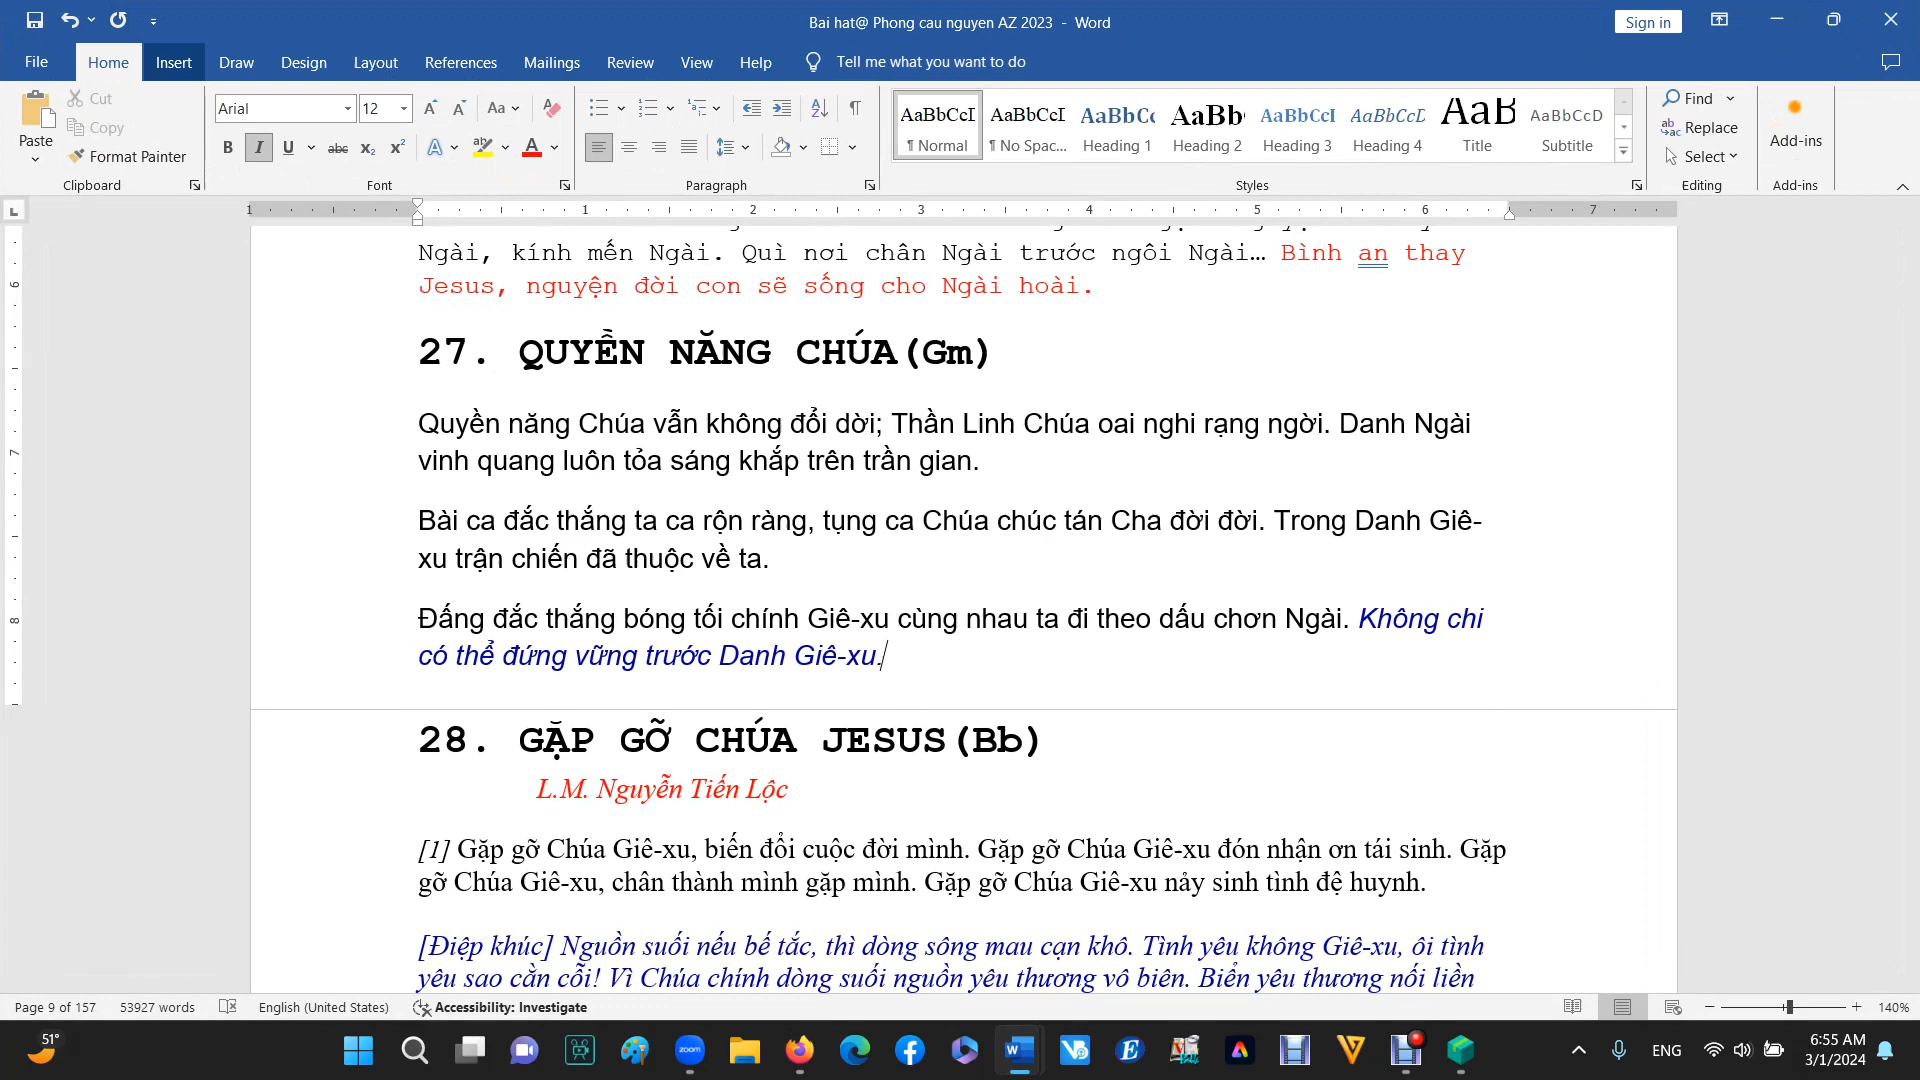 Bai hat@ Phong cau nguyen AZ 2023 - Word
Sign in
File Home Insert Draw Design Layout References Mailings Review View Help Tell me what you want to do
Paste
Cut
Copy
Format Painter
Clipboard
Arial 12
Font
Paragraph
AaBbCcI AaBbCcI AaBbCc AaBb AaBbCcI AaBbCcD AaB AaBbCcD
¶ Normal ¶ No Spac... Heading 1 Heading 2 Heading 3 Heading 4 Title Subtitle
Styles
Find
Replace
Select
Editing
Add-ins
Add-ins
1 1 2 3 4 5 6 7
Ngài, kính mến Ngài. Quì nơi chân Ngài trước ngôi Ngài… Bình an thay
Jesus, nguyện đời con sẽ sống cho Ngài hoài.
27. QUYỀN NĂNG CHÚA(Gm)
Quyền năng Chúa vẫn không đổi dời; Thần Linh Chúa oai nghi rạng ngời. Danh Ngài
vinh quang luôn tỏa sáng khắp trên trần gian.
Bài ca đắc thắng ta ca rộn ràng, tụng ca Chúa chúc tán Cha đời đời. Trong Danh Giê-
xu trận chiến đã thuộc về ta.
Đấng đắc thắng bóng tối chính Giê-xu cùng nhau ta đi theo dấu chơn Ngài. Không chi
có thể đứng vững trước Danh Giê-xu.
28. GẶP GỠ CHÚA JESUS(Bb)
L.M. Nguyễn Tiến Lộc
[1] Gặp gỡ Chúa Giê-xu, biến đổi cuộc đời mình. Gặp gỡ Chúa Giê-xu đón nhận ơn tái sinh. Gặp
gỡ Chúa Giê-xu, chân thành mình gặp mình. Gặp gỡ Chúa Giê-xu nảy sinh tình đệ huynh.
[Điệp khúc] Nguồn suối nếu bế tắc, thì dòng sông mau cạn khô. Tình yêu không Giê-xu, ôi tình
yêu sao cằn cỗi! Vì Chúa chính dòng suối nguồn yêu thương vô biên. Biển yêu thương nối liền
Page 9 of 157 53927 words English (United States) Accessibility: Investigate 140%
51° zoom ENG 6:55 AM
3/1/2024